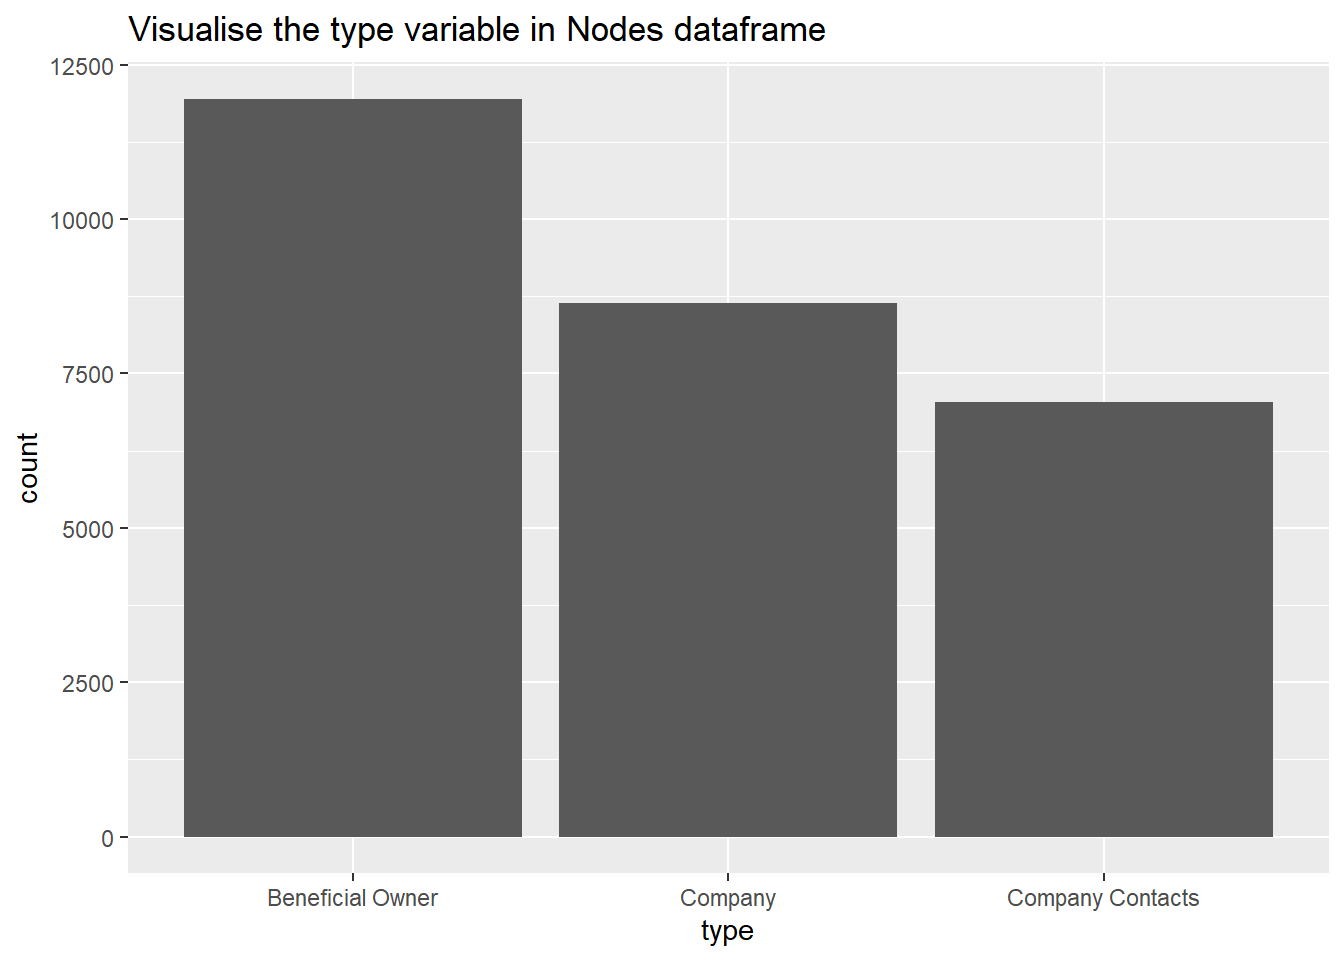 Visualise the type variable in Nodes dataframe
12500
10000
7500
5000
2500
0
count
Beneficial Owner Company Company Contacts
type